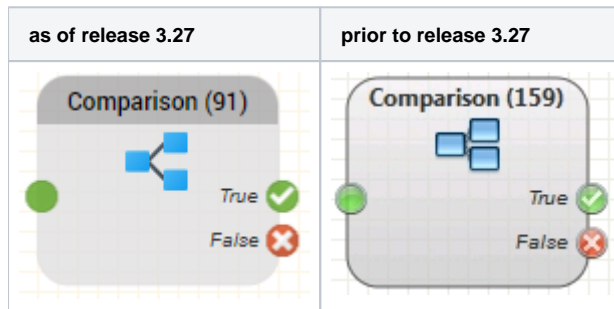 as of release 3.27
prior to release 3.27
Comparison (91)
True
False
Comparison (159)
True
False